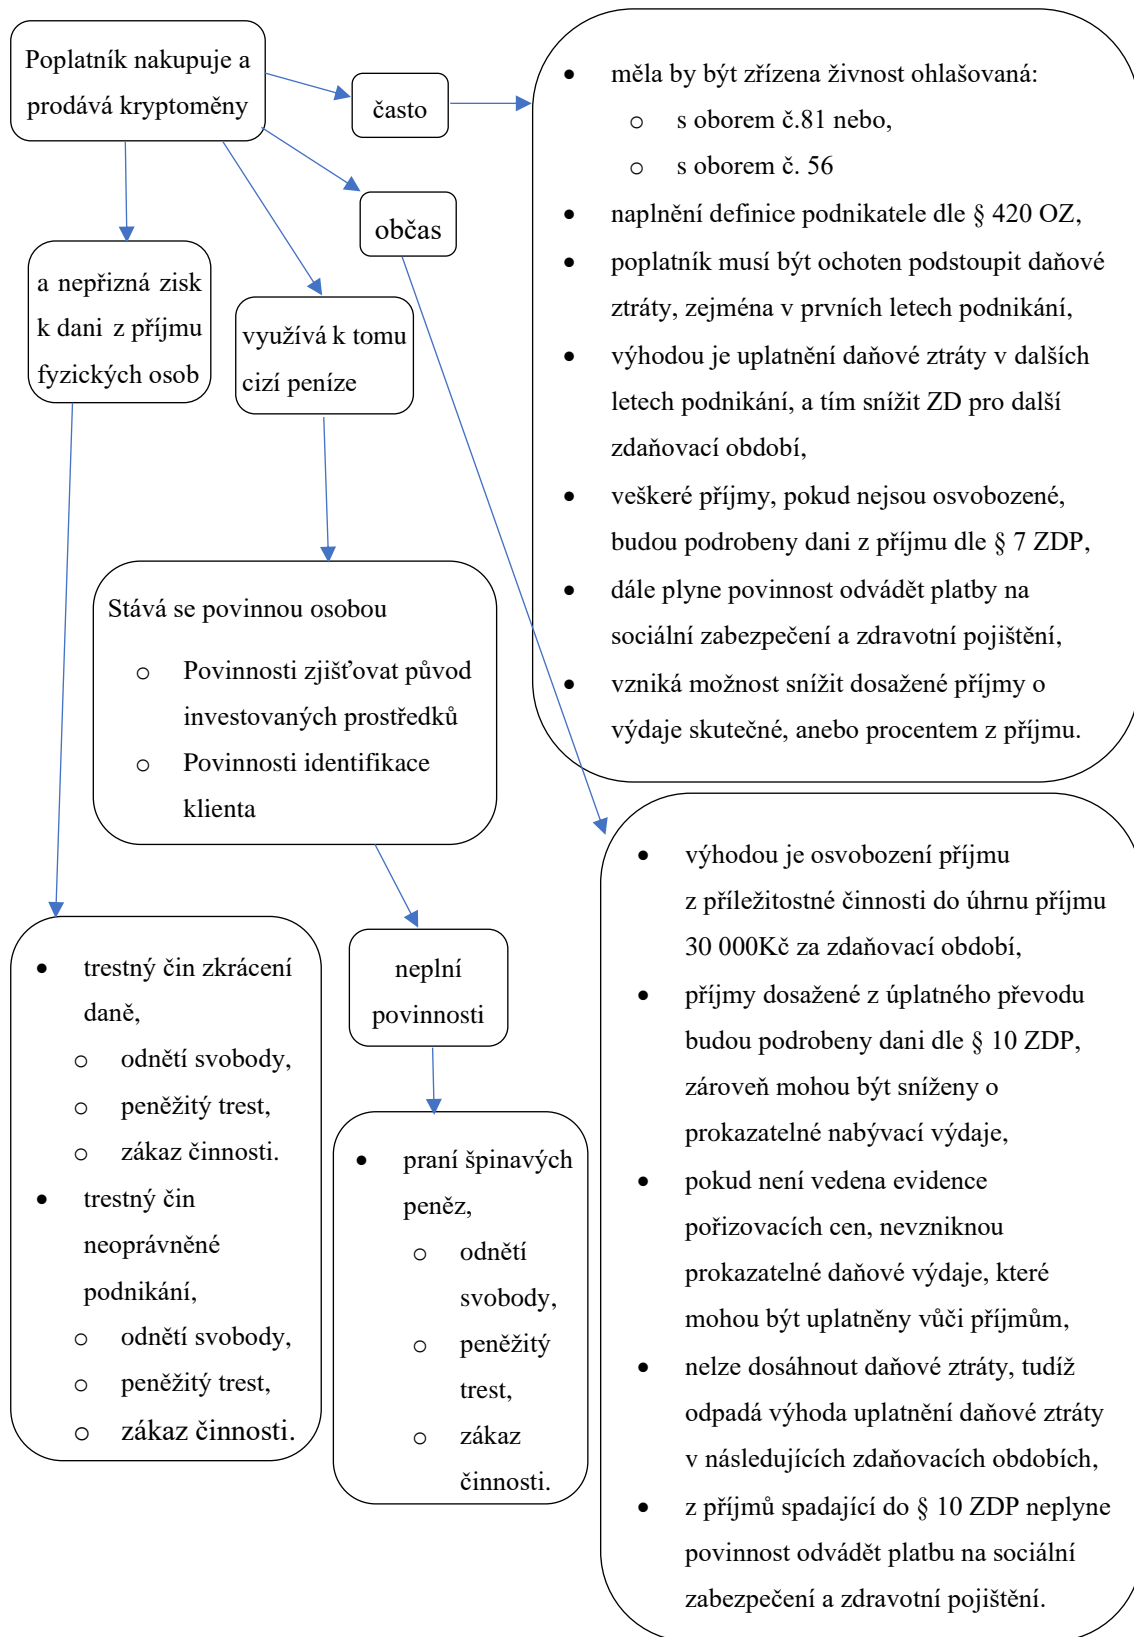 Poplatník nakupuje a
prodává kryptoměny
často
občas
a nepřizná zisk
k dani z příjmu
fyzických osob
využívá k tomu
cizí peníze
• měla by být zřízena živnost ohlašovaná:
o s oborem č.81 nebo,
o s oborem č. 56
• naplnění definice podnikatele dle § 420 OZ,
• poplatník musí být ochoten podstoupit daňové
ztráty, zejména v prvních letech podnikání,
• výhodou je uplatnění daňové ztráty v dalších
letech podnikání, a tím snížit ZD pro další
zdaňovací období,
• veškeré příjmy, pokud nejsou osvobozené,
budou podrobeny dani z příjmu dle § 7 ZDP,
• dále plyne povinnost odvádět platby na
sociální zabezpečení a zdravotní pojištění,
• vzniká možnost snížit dosažené příjmy o
výdaje skutečné, anebo procentem z příjmu.
Stává se povinnou osobou
o Povinnosti zjišťovat původ
investovaných prostředků
o Povinnosti identifikace
klienta
• trestný čin zkrácení
daně,
o odnětí svobody,
o peněžitý trest,
o zákaz činnosti.
• trestný čin
neoprávněné
podnikání,
o odnětí svobody,
o peněžitý trest,
o zákaz činnosti.
neplní
povinnosti
• praní špinavých
peněz,
o odnětí
svobody,
o peněžitý
trest,
o zákaz
činnosti.
• výhodou je osvobození příjmu
z příležitostné činnosti do úhrnu příjmu
30 000Kč za zdaňovací období,
• příjmy dosažené z úplatného převodu
budou podrobeny dani dle § 10 ZDP,
zároveň mohou být sníženy o
prokazatelné nabývací výdaje,
• pokud není vedena evidence
pořizovacích cen, nevzniknou
prokazatelné daňové výdaje, které
mohou být uplatněny vůči příjmům,
• nelze dosáhnout daňové ztráty, tudíž
odpadá výhoda uplatnění daňové ztráty
v následujících zdaňovacích obdobích,
• z příjmů spadající do § 10 ZDP neplyne
povinnost odvádět platbu na sociální
zabezpečení a zdravotní pojištění.